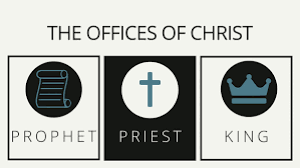 THE OFFICES OF CHRIST
PROPHET
PRIEST
KING